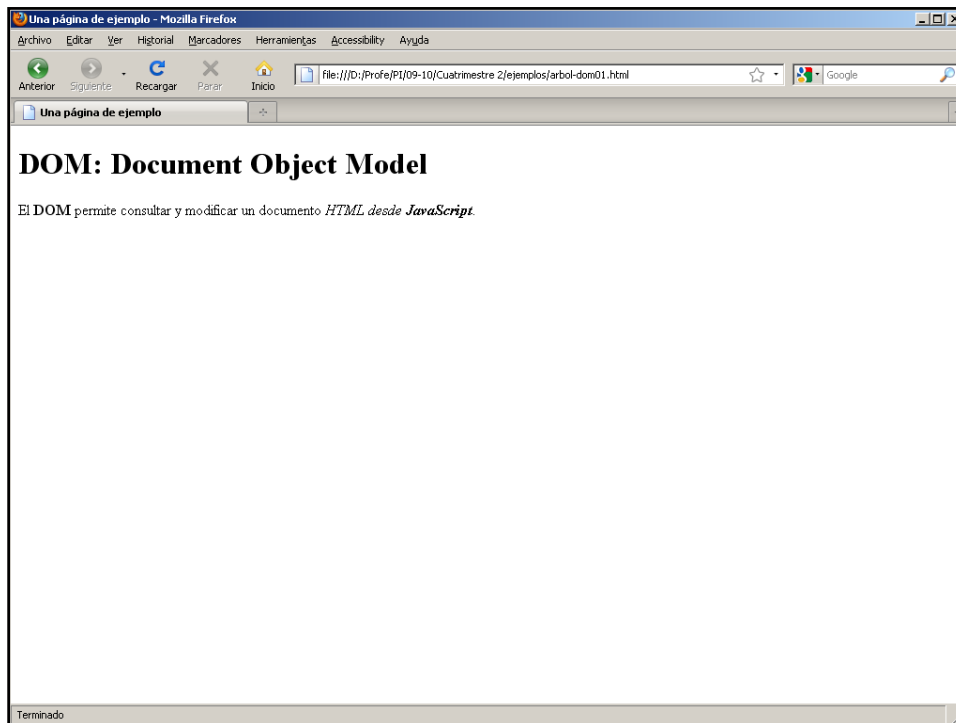 Una página de ejemplo - Mozilla Firefox
Archivo Editar Ver Historial Marcadores Herramientas Accessibility Ayuda
Anterior Siguiente Recargar Parar Inicio file:///D:/Profe/PI/09-10/Cuatrimestre 2/ejemplos/arbol-dom01.html Google
Una página de ejemplo
DOM: Document Object Model
El DOM permite consultar y modificar un documento HTML desde JavaScript.
Terminado